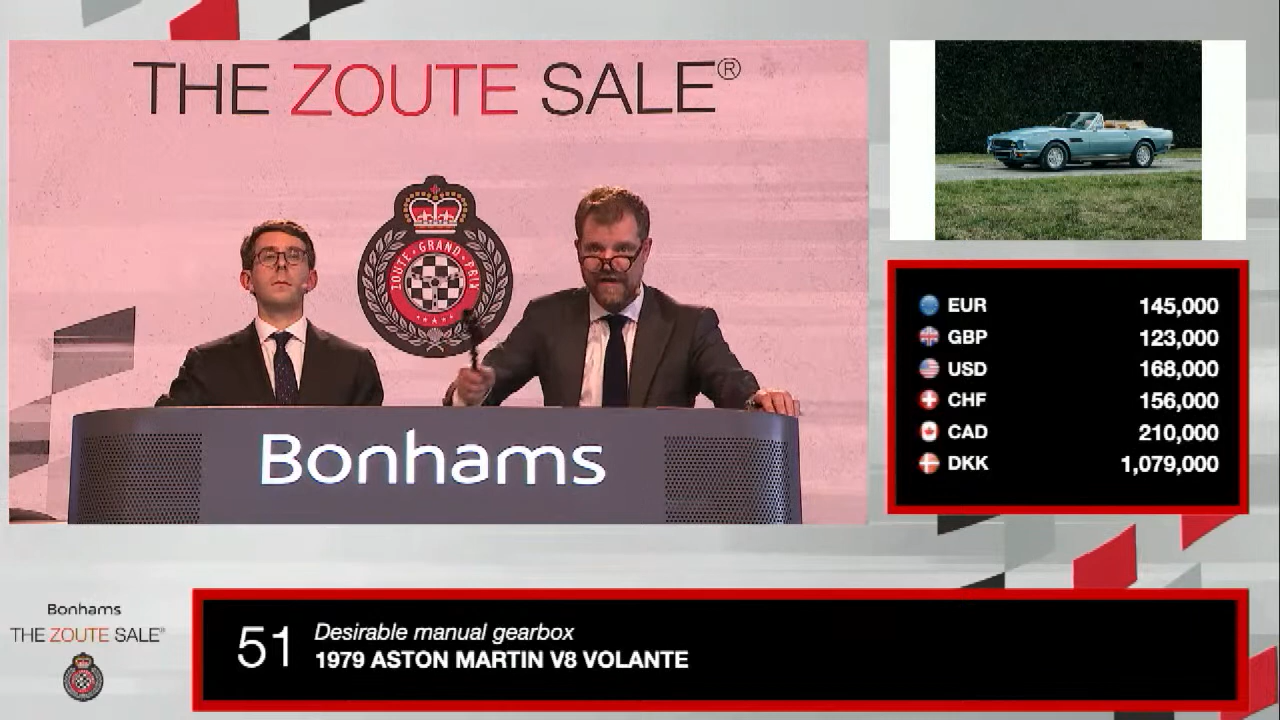 THE ZOUTE SALE®
ZOUTE · GRAND · PRIX
Bonhams
EUR 145,000
GBP 123,000
USD 168,000
CHF 156,000
CAD 210,000
DKK 1,079,000
Bonhams
THE ZOUTE SALE®
51
Desirable manual gearbox
1979 ASTON MARTIN V8 VOLANTE